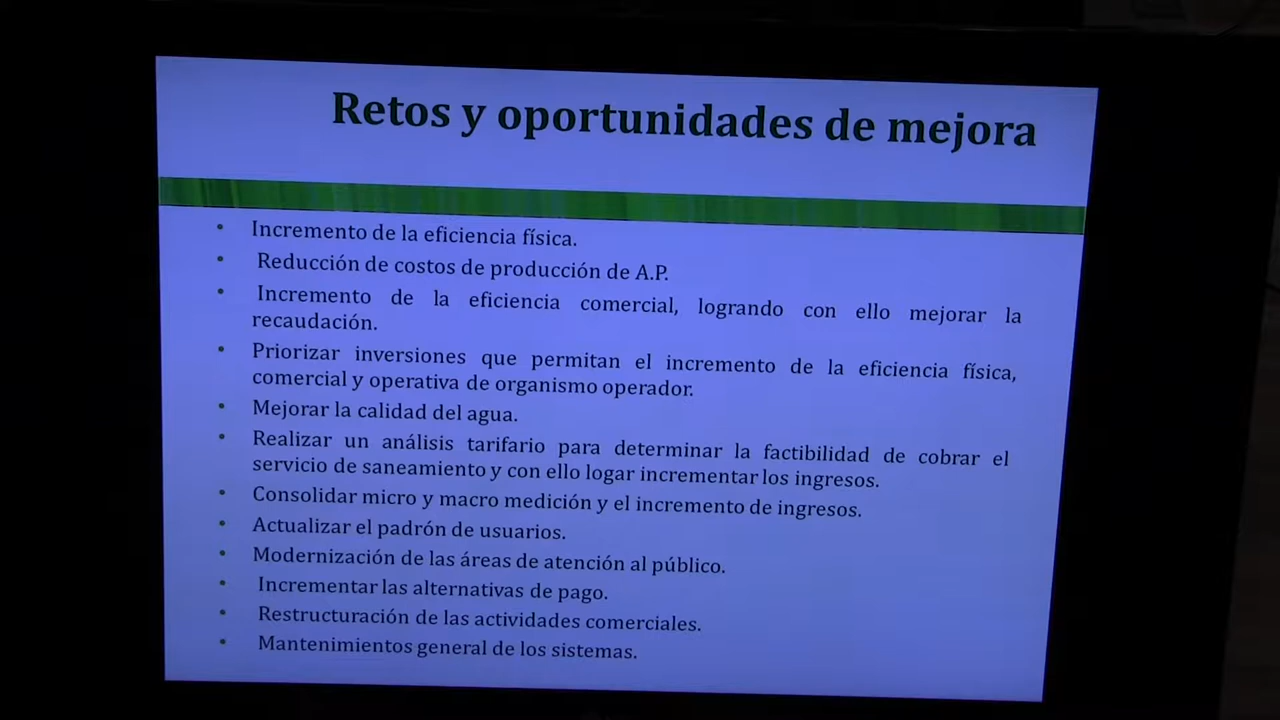 Retos y oportunidades de mejora
• Incremento de la eficiencia física.
• Reducción de costos de producción de A.P.
• Incremento de la eficiencia comercial, logrando con ello mejorar la
recaudación.
• Priorizar inversiones que permitan el incremento de la eficiencia física,
comercial y operativa de organismo operador.
• Mejorar la calidad del agua.
• Realizar un análisis tarifario para determinar la factibilidad de cobrar el
servicio de saneamiento y con ello logar incrementar los ingresos.
• Consolidar micro y macro medición y el incremento de ingresos.
• Actualizar el padrón de usuarios.
• Modernización de las áreas de atención al público.
• Incrementar las alternativas de pago.
• Restructuración de las actividades comerciales.
• Mantenimientos general de los sistemas.